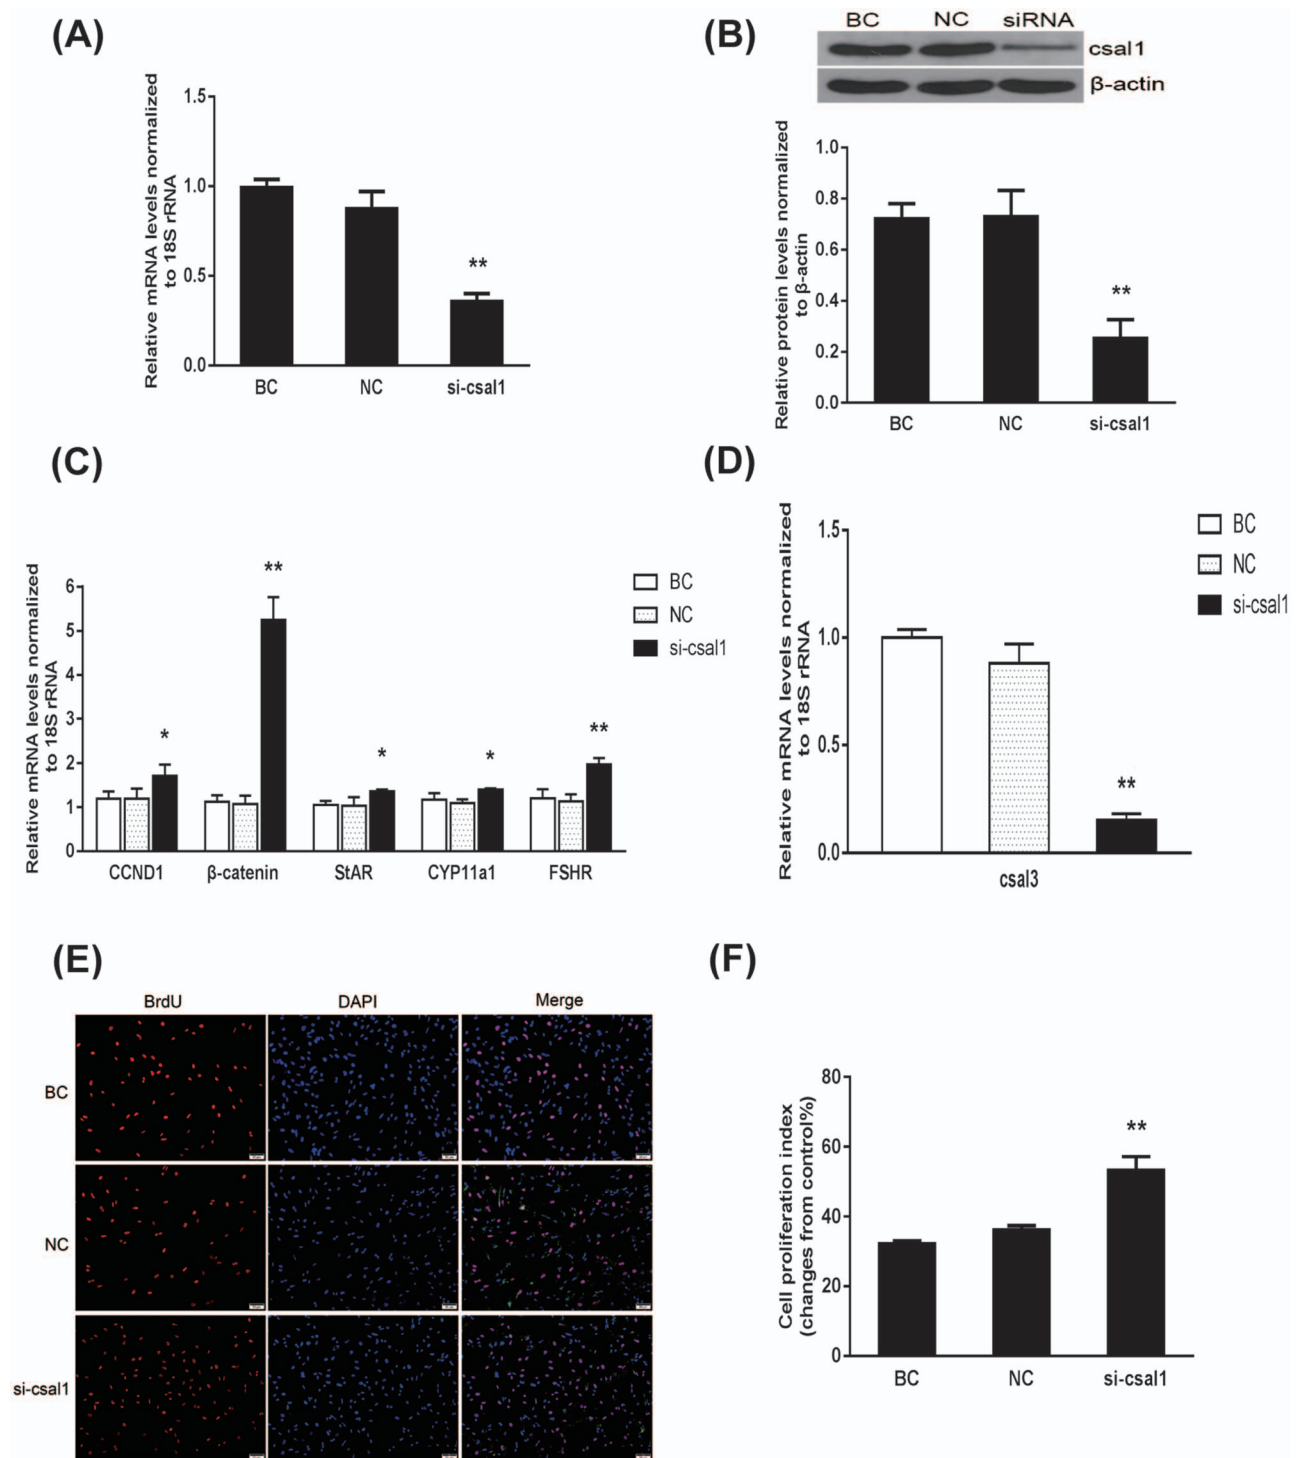 (A)
Relative mRNA levels normalized
to 18S rRNA
1.5
1.0
0.5
0.0
**
BC NC si-csal1
(B)
BC NC siRNA
csal1
β-actin
Relative protein levels normalized
to β-actin
1.0
0.8
0.6
0.4
0.2
0.0
**
BC NC si-csal1
(C)
Relative mRNA levels normalized
to 18S rRNA
6
5
4
3
2
1
0
*
**
*
*
**
CCND1 β-catenin StAR CYP11a1 FSHR
BC
NC
si-csal1
(D)
Relative mRNA levels normalized
to 18S rRNA
1.5
1.0
0.5
0.0
**
csal3
BC
NC
si-csal1
(E)
BrdU DAPI Merge
BC
NC
si-csal1
(F)
Cell proliferation index
(changes from control%)
80
60
40
20
0
**
BC NC si-csal1